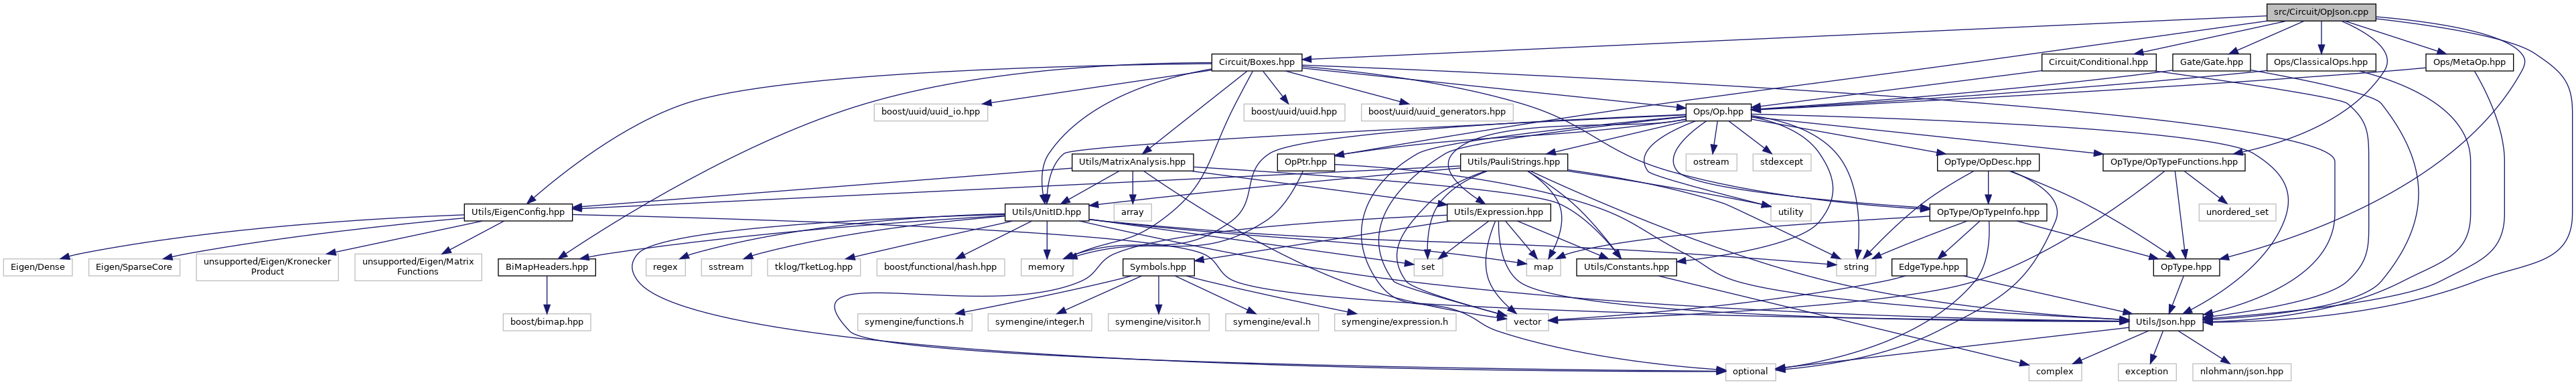 src/Circuit/OpJson.cpp
Circuit/Boxes.hpp
Circuit/Conditional.hpp
Gate/Gate.hpp
Ops/ClassicalOps.hpp
Ops/MetaOp.hpp
boost/uuid/uuid_io.hpp
boost/uuid/uuid.hpp
boost/uuid/uuid_generators.hpp
Ops/Op.hpp
Utils/MatrixAnalysis.hpp
OpPtr.hpp
Utils/PauliStrings.hpp
ostream
stdexcept
OpType/OpDesc.hpp
OpType/OpTypeFunctions.hpp
Utils/EigenConfig.hpp
Utils/UnitID.hpp
array
Utils/Expression.hpp
utility
OpType/OpTypeInfo.hpp
unordered_set
Eigen/Dense
Eigen/SparseCore
unsupported/Eigen/Kronecker
Product
unsupported/Eigen/Matrix
Functions
BiMapHeaders.hpp
regex
sstream
tklog/TketLog.hpp
boost/functional/hash.hpp
memory
Symbols.hpp
set
map
Utils/Constants.hpp
string
EdgeType.hpp
OpType.hpp
boost/bimap.hpp
symengine/functions.h
symengine/integer.h
symengine/visitor.h
symengine/eval.h
symengine/expression.h
vector
Utils/Json.hpp
optional
complex
exception
nlohmann/json.hpp